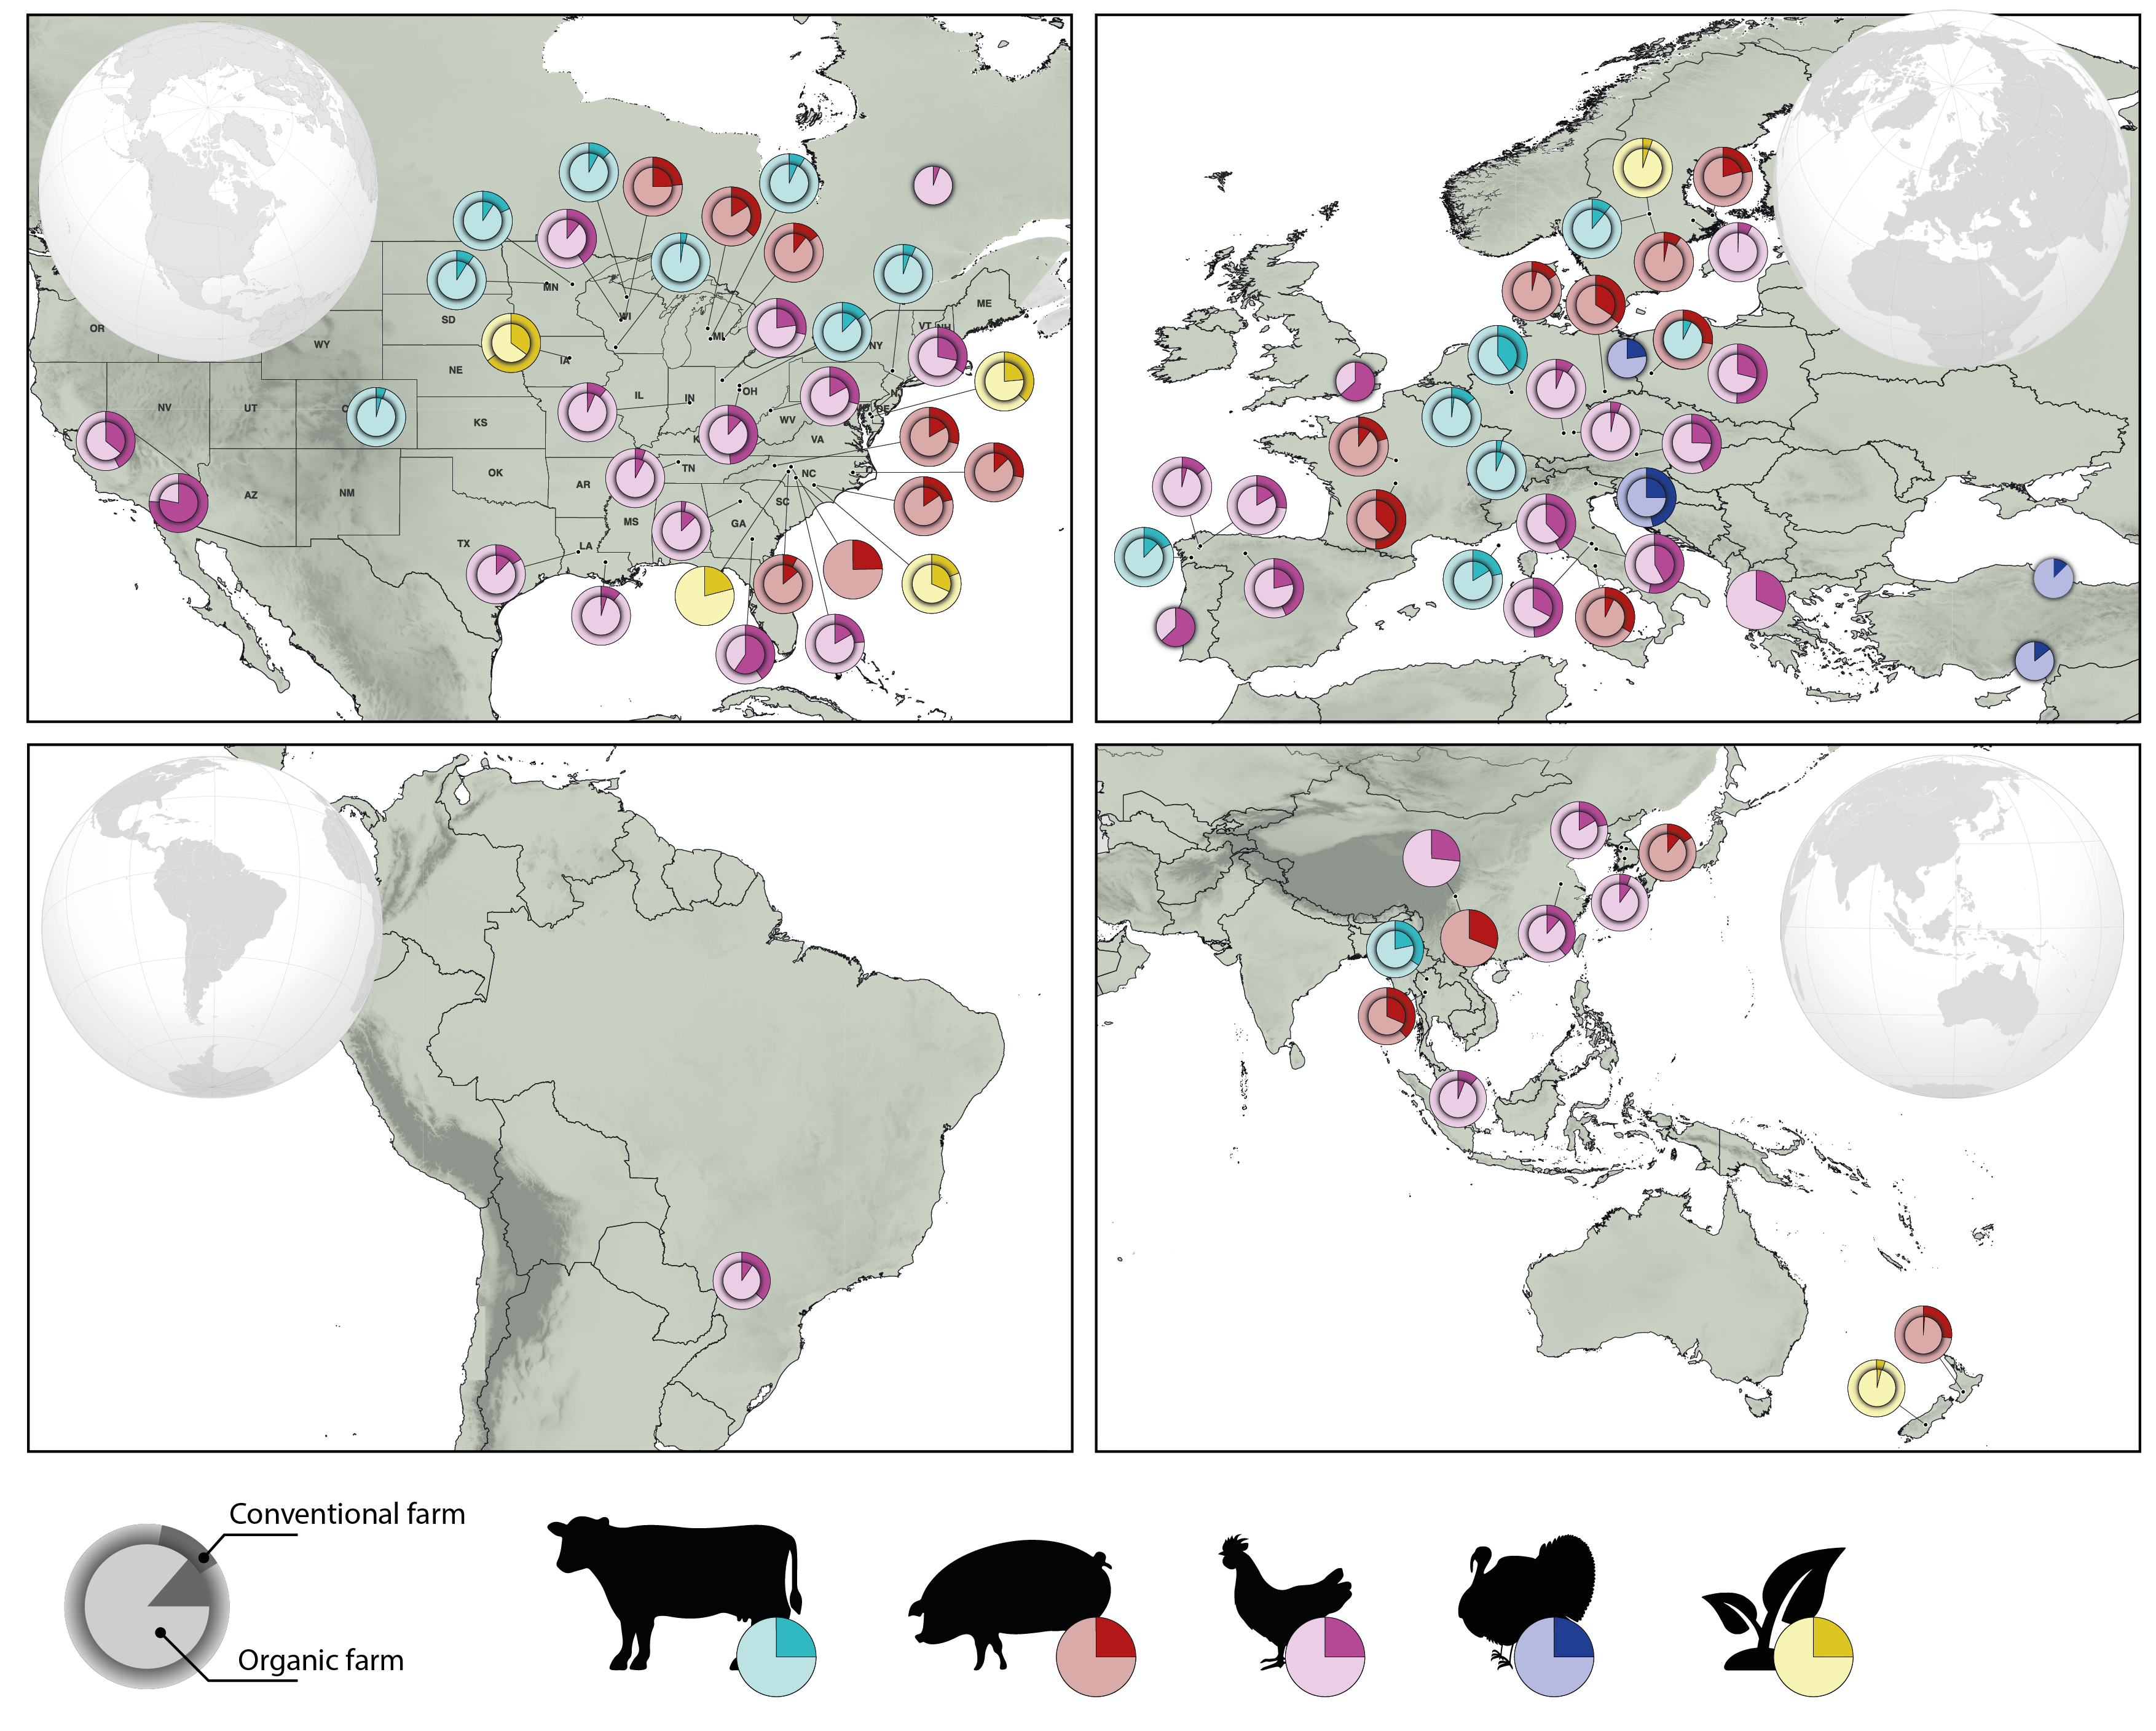 ME
MN
OR
WI
VT NH
SD
MI
WY
NY
IA
NE
OH
IL
IN
NV
UT
DE
WV
KS
VA
TN
OK
NC
AR
AZ
NM
SC
MS
GA
TX
LA
Conventional farm
Organic farm